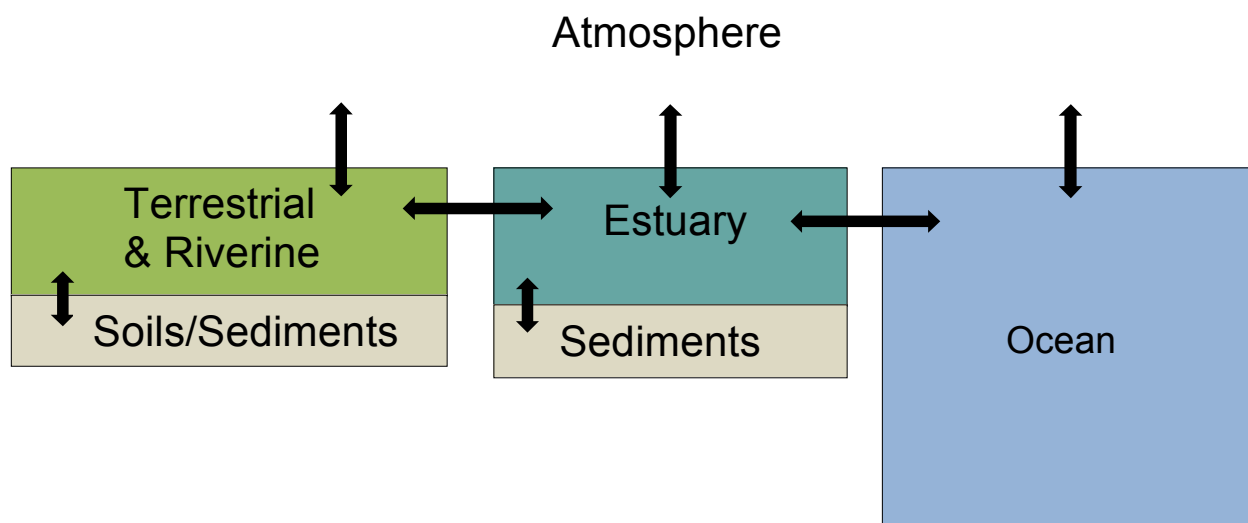 Atmosphere
Terrestrial
& Riverine
Soils/Sediments
Estuary
Sediments
Ocean